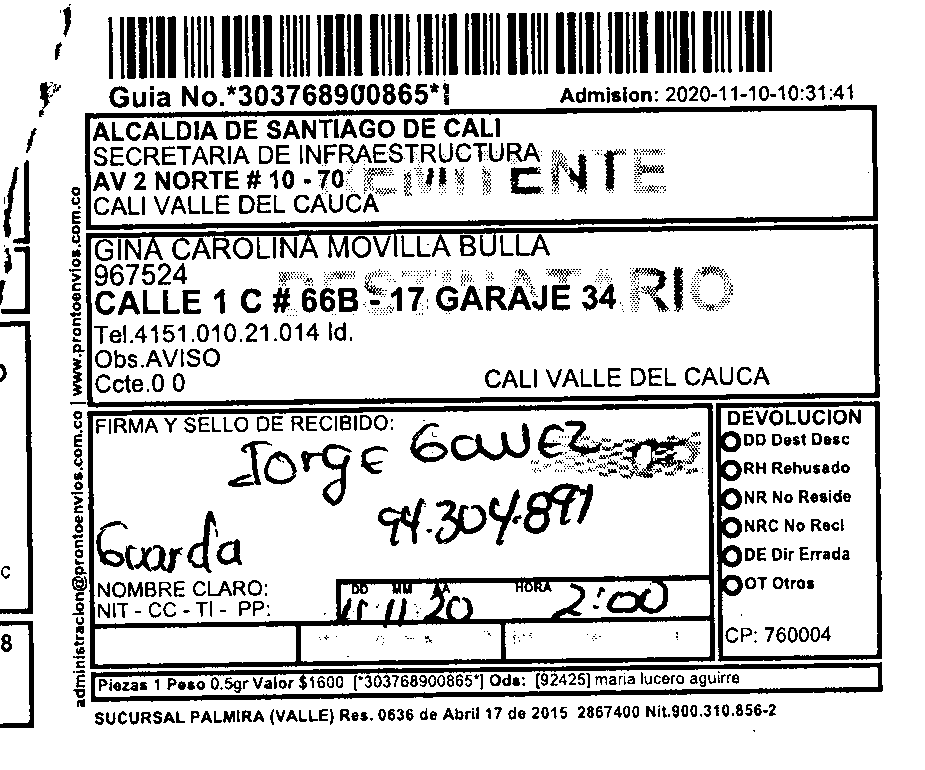 Guia No.*303768900865*
Admision: 2020-11-10-10:31:41
ALCALDIA DE SANTIAGO DE CALI
SECRETARIA DE INFRAESTRUCTURA
AV 2 NORTE # 10 - 70
REMITENTE
CALI VALLE DEL CAUCA
GINA CAROLINA MOVILLA BULLA
967524
DESTINATARIO
CALLE 1 C # 66B - 17 GARAJE 34
Tel.4151.010.21.014 Id.
Obs.AVISO
Ccte.0 0
CALI VALLE DEL CAUCA
administracion@prontoenvios.com.co | www.prontoenvios.com.co
FIRMA Y SELLO DE RECIBIDO:
Jorge
94.304.891
Guarda
NOMBRE CLARO:
NIT - CC - TI - PP:
DD MM AA HORA
11 11 20 2:00
DEVOLUCION
DD Dest Desc
RH Rehusado
NR No Reside
NRC No Recl
DE Dir Errada
OT Otros
CP: 760004
Piezas 1 Peso 0.5gr Valor $1600 [*303768900865*] Ods: [92425] maria lucero aguirre
SUCURSAL PALMIRA (VALLE) Res. 0636 de Abril 17 de 2015 2867400 Nit.900.310.856-2
C
8